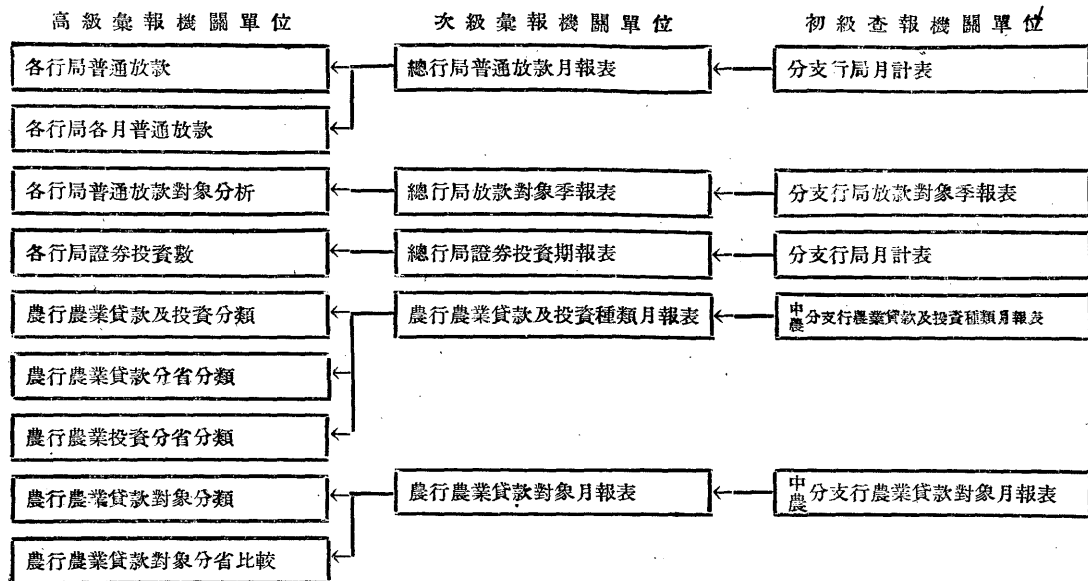 高級彙報機關單位 次級彙報機關單位 初級查報機關單位
各行局普通放款 總行局普通放款月報表 分支行局月計表
各行局各月普通放款
各行局普通放款對象分析 總行局放款對象季報表 分支行局放款對象季報表
各行局證券投資數 總行局證券投資期報表 分支行局月計表
農行農業貸款及投資分類 農行農業貸款及投資種類月報表 中農分支行農業貸款及投資種類月報表
農行農業貸款分省分類
農行農業投資分省分類
農行農業貸款對象分類 農行農業貸款對象月報表 中農分支行農業貸款對象月報表
農行農業貸款對象分省比較